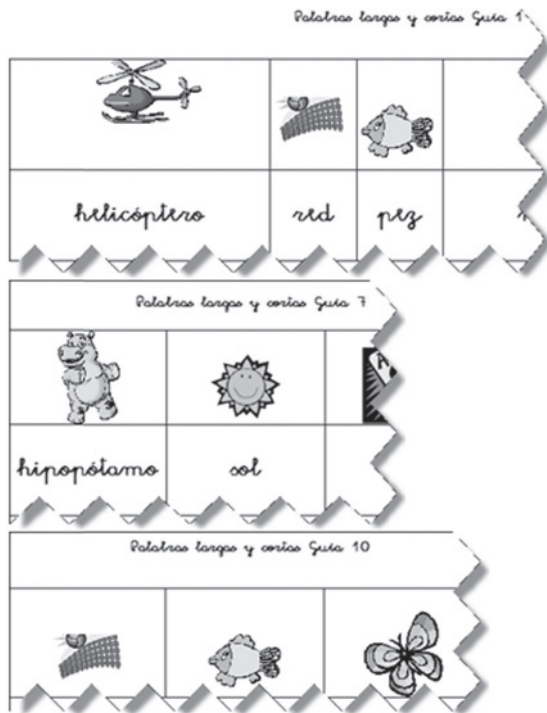 Palabras largas y cortas Guía 1
helicóptero red pez
Palabras largas y cortas Guía 7
hipopótamo sol
Palabras largas y cortas Guía 10